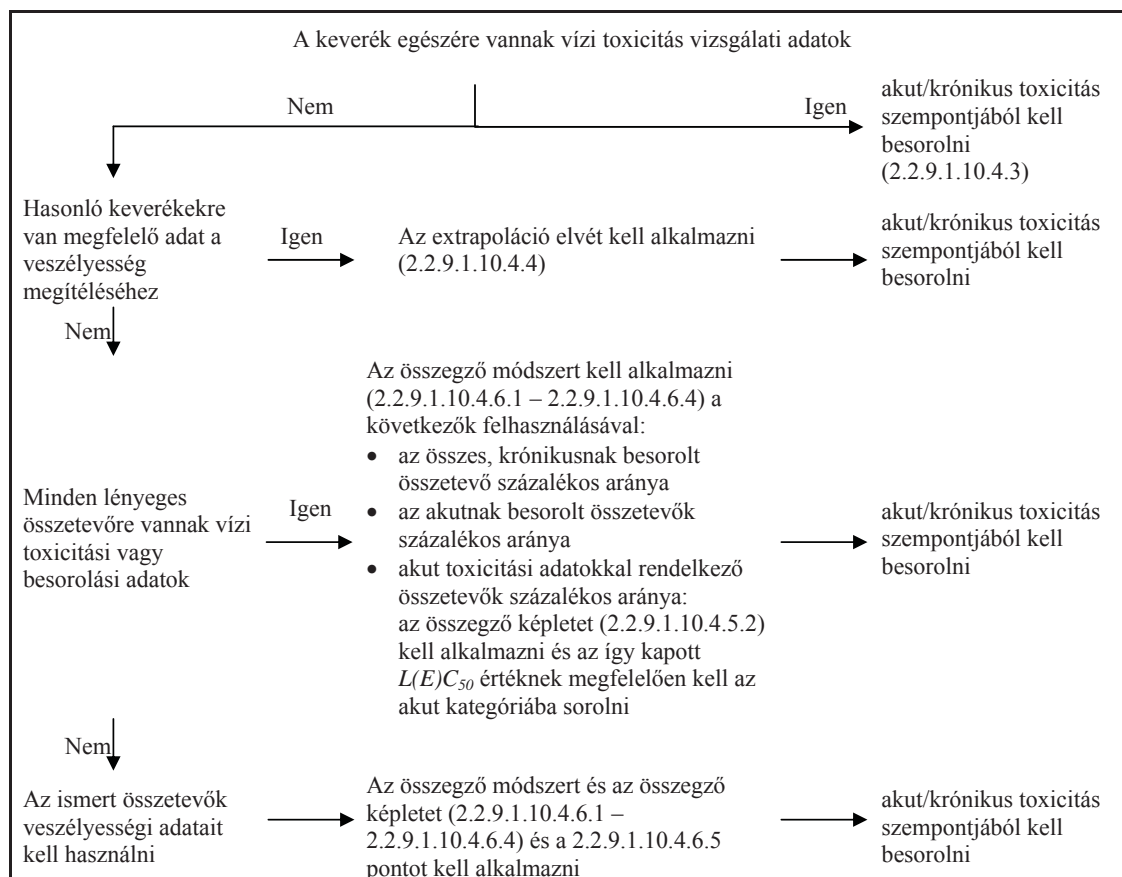 A keverék egészére vannak vízi toxicitás vizsgálati adatok
Nem
Igen
akut/krónikus toxicitás
szempontjából kell
besorolni
(2.2.9.1.10.4.3)
Hasonló keverékekre
van megfelelő adat a
veszélyesség
megítéléséhez
Igen
Az extrapoláció elvét kell alkalmazni
(2.2.9.1.10.4.4)
akut/krónikus toxicitás
szempontjából kell
besorolni
Nem
Minden lényeges
összetevőre vannak vízi
toxicitási vagy
besorolási adatok
Igen
Az összegző módszert kell alkalmazni
(2.2.9.1.10.4.6.1 – 2.2.9.1.10.4.6.4) a
következők felhasználásával:
• az összes, krónikusnak besorolt
összetevő százalékos aránya
• az akutnak besorolt összetevők
százalékos aránya
• akut toxicitási adatokkal rendelkező
összetevők százalékos aránya:
az összegző képletet (2.2.9.1.10.4.5.2)
kell alkalmazni és az így kapott
L(E)C50 értéknek megfelelően kell az
akut kategóriába sorolni
akut/krónikus toxicitás
szempontjából kell
besorolni
Nem
Az ismert összetevők
veszélyességi adatait
kell használni
Az összegző módszert és az összegző
képletet (2.2.9.1.10.4.6.1 –
2.2.9.1.10.4.6.4) és a 2.2.9.1.10.4.6.5
pontot kell alkalmazni
akut/krónikus toxicitás
szempontjából kell
besorolni